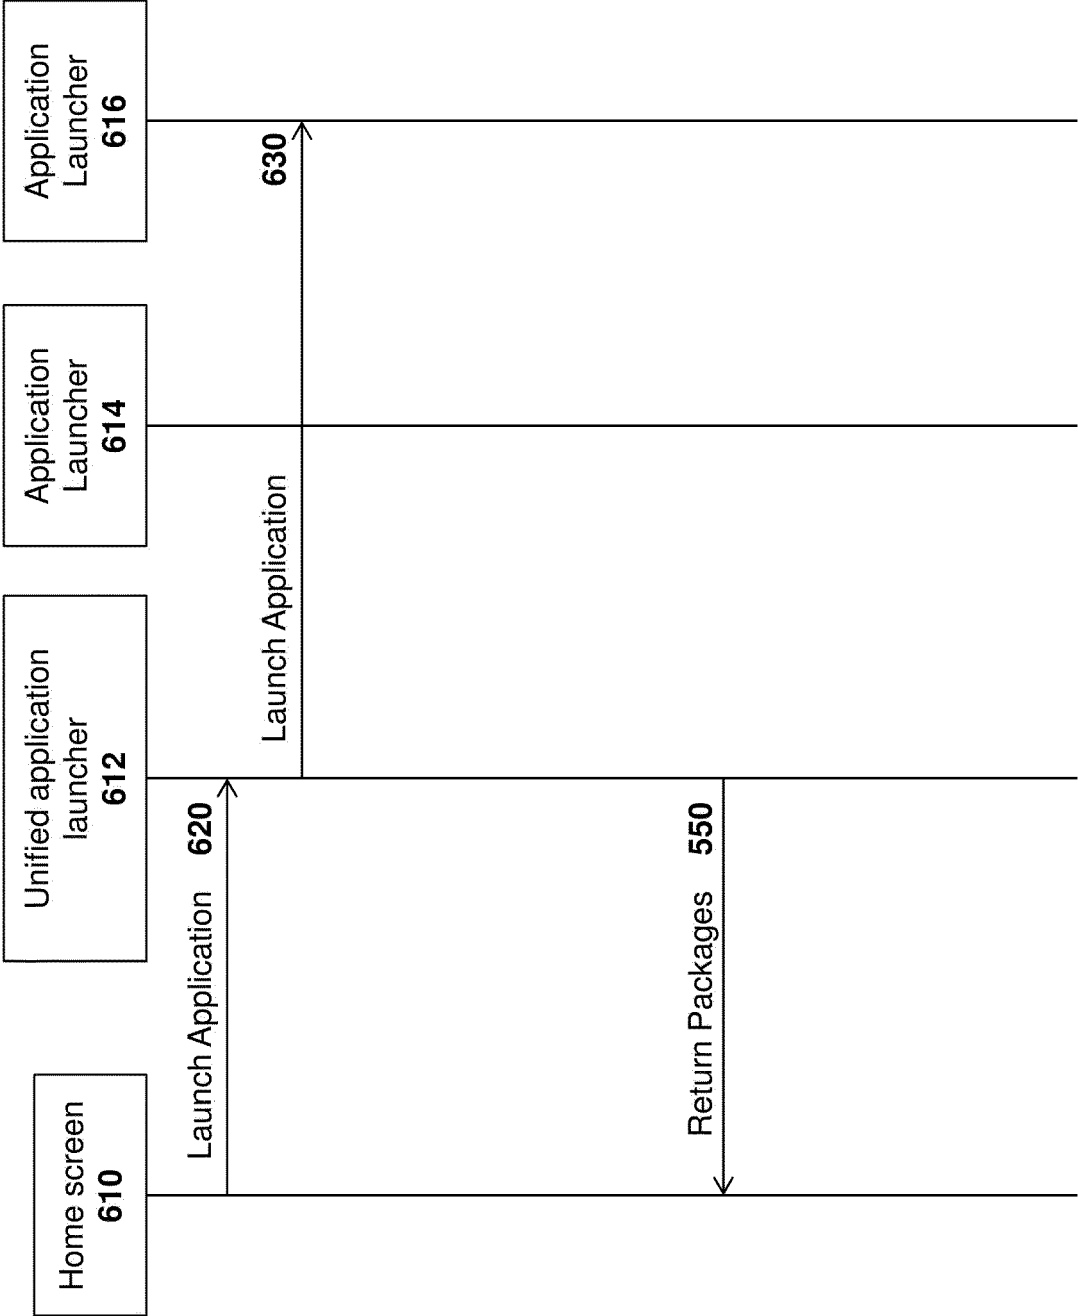 Home screen
610
Unified application
launcher
612
Application
Launcher
614
Application
Launcher
616
Launch Application 620
Launch Application 630
Return Packages 550